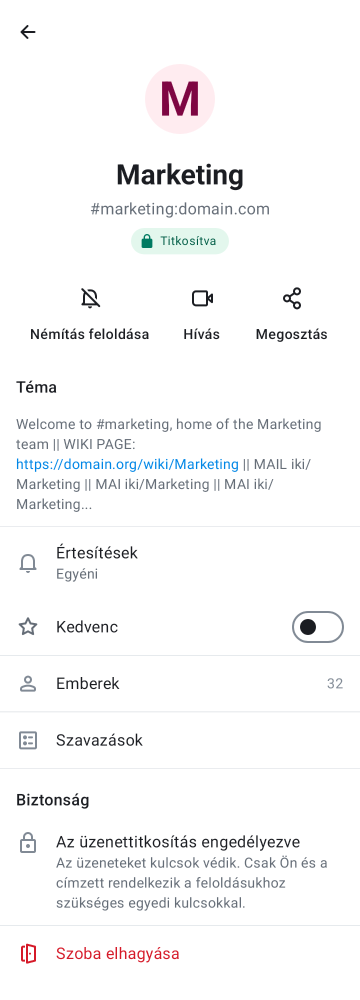 M
Marketing
#marketing:domain.com
Titkosítva
Némítás feloldása Hívás Megosztás
Téma
Welcome to #marketing, home of the Marketing
team || WIKI PAGE:
https://domain.org/wiki/Marketing || MAIL iki/
Marketing || MAI iki/Marketing || MAI iki/
Marketing...
Értesítések
Egyéni
Kedvenc
Emberek 32
Szavazások
Biztonság
Az üzenettitkosítás engedélyezve
Az üzeneteket kulcsok védik. Csak Ön és a
címzett rendelkezik a feloldásukhoz
szükséges egyedi kulcsokkal.
Szoba elhagyása